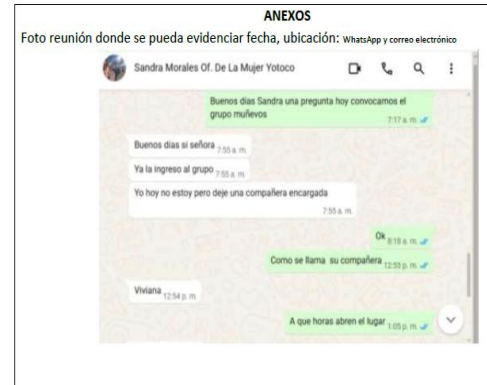 ANEXOS
Foto reunión donde se pueda evidenciar fecha, ubicación: WhatsApp y correo electrónico
Sandra Morales Of. De La Mujer Yotoco
Buenos días Sandra una pregunta hoy convocamos el
grupo muñevos
7:17 a. m.
Buenos días si señora 7:55 a. m.
Ya la ingreso al grupo 7:55 a. m.
Yo hoy no estoy pero deje una compañera encargada
7:55 a. m.
Ok 8:18 a. m.
Como se llama su compañera 12:53 p. m.
Viviana 12:54 p. m.
A que horas abren el lugar 1:05 p. m.